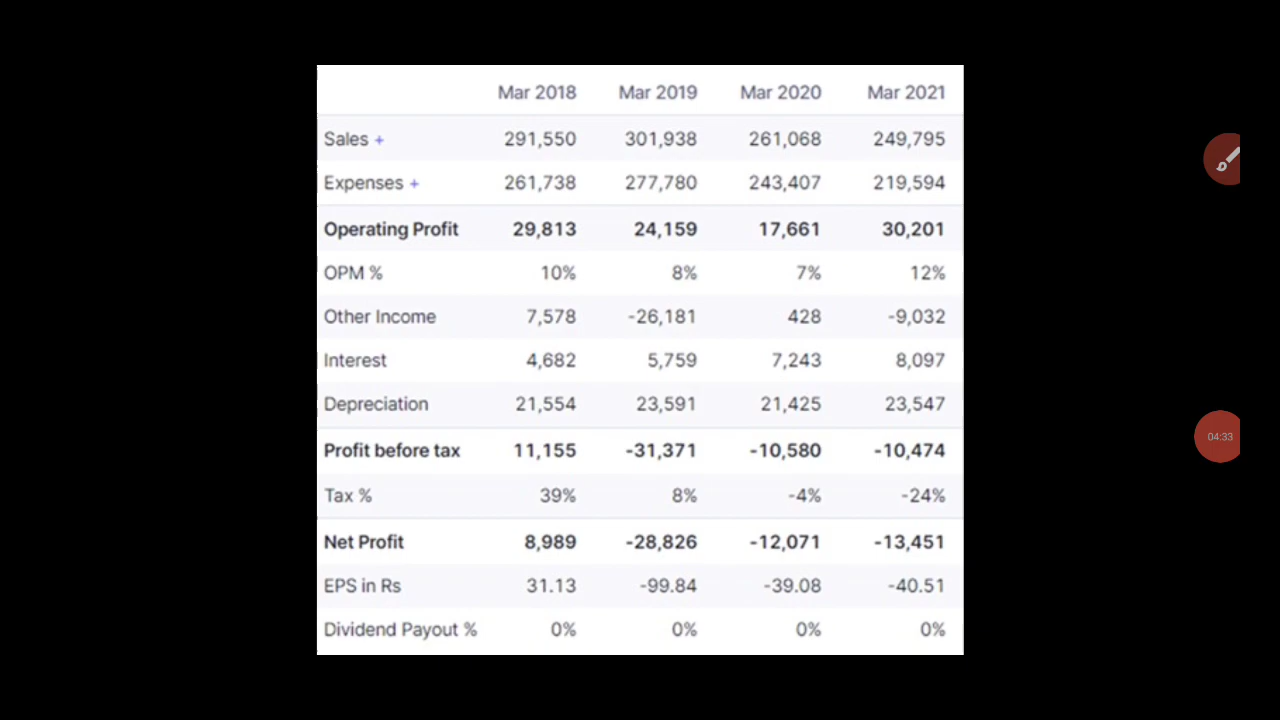 Mar 2018 Mar 2019 Mar 2020 Mar 2021
Sales + 291,550 301,938 261,068 249,795
Expenses + 261,738 277,780 243,407 219,594
Operating Profit 29,813 24,159 17,661 30,201
OPM % 10% 8% 7% 12%
Other Income 7,578 -26,181 428 -9,032
Interest 4,682 5,759 7,243 8,097
Depreciation 21,554 23,591 21,425 23,547
Profit before tax 11,155 -31,371 -10,580 -10,474
Tax % 39% 8% -4% -24%
Net Profit 8,989 -28,826 -12,071 -13,451
EPS in Rs 31.13 -99.84 -39.08 -40.51
Dividend Payout % 0% 0% 0% 0%
04:33